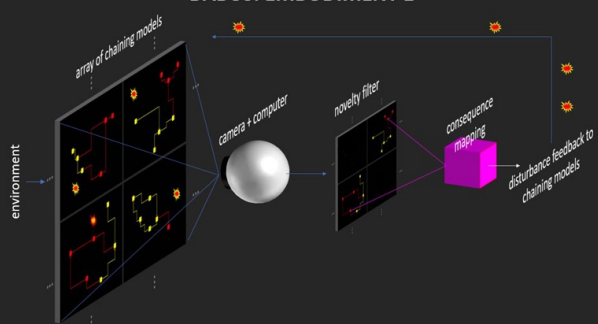 array of chaining models
camera + computer
novelty filter
consequence
mapping
environment
disturbance feedback to
chaining models